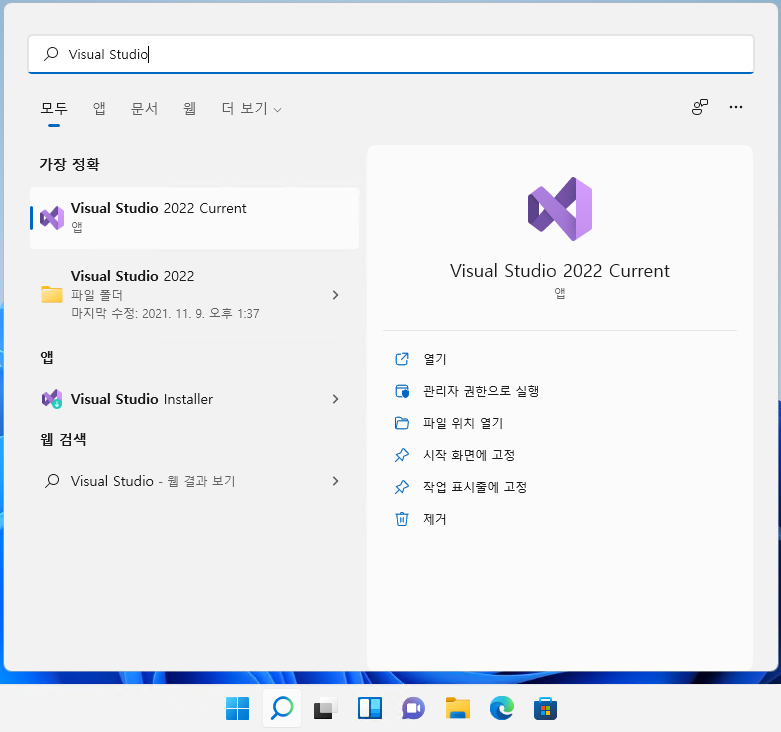 Visual Studio
모두 앱 문서 웹 더 보기
가장 정확
Visual Studio 2022 Current
앱
Visual Studio 2022
파일 폴더
마지막 수정: 2021. 11. 9. 오후 1:37
앱
Visual Studio Installer
웹 검색
Visual Studio - 웹 결과 보기
Visual Studio 2022 Current
앱
열기
관리자 권한으로 실행
파일 위치 열기
시작 화면에 고정
작업 표시줄에 고정
제거